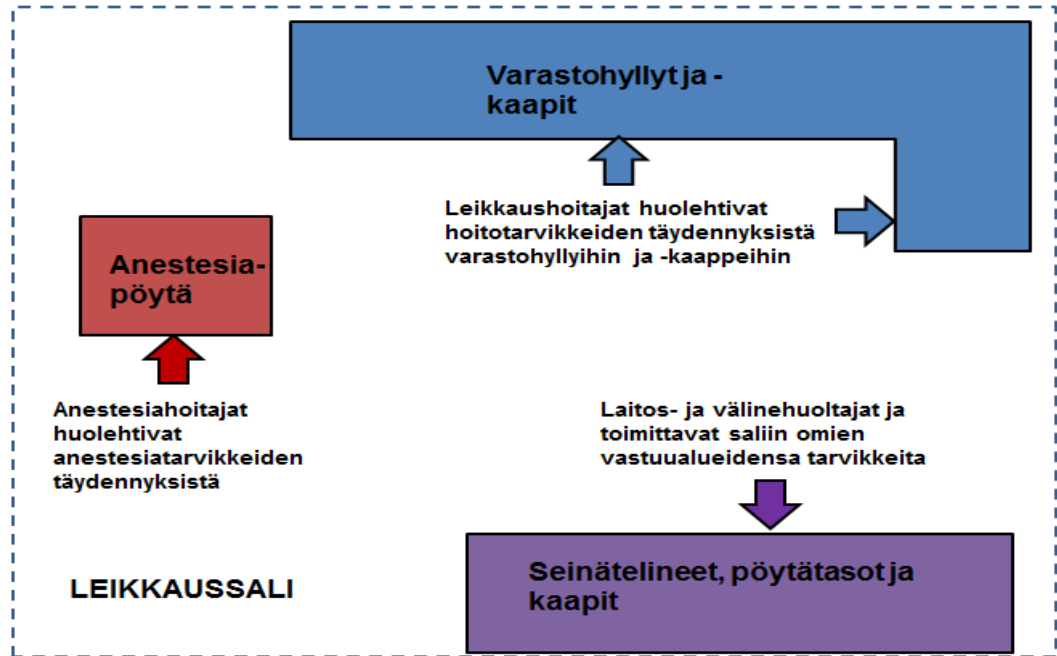 Varastohyllyt ja -
kaapit
Leikkaushoitajat huolehtivat
hoitotarvikkeiden täydennyksistä
varastohyllyihin ja -kaappeihin
Anestesia-
pöytä
Anestesiahoitajat
huolehtivat
anestesiatarvikkeiden
täydennyksistä
Laitos- ja välinehuoltajat ja
toimittavat saliin omien
vastuualueidensa tarvikkeita
Seinätelineet, pöytätasot ja
kaapit
LEIKKAUSSALI